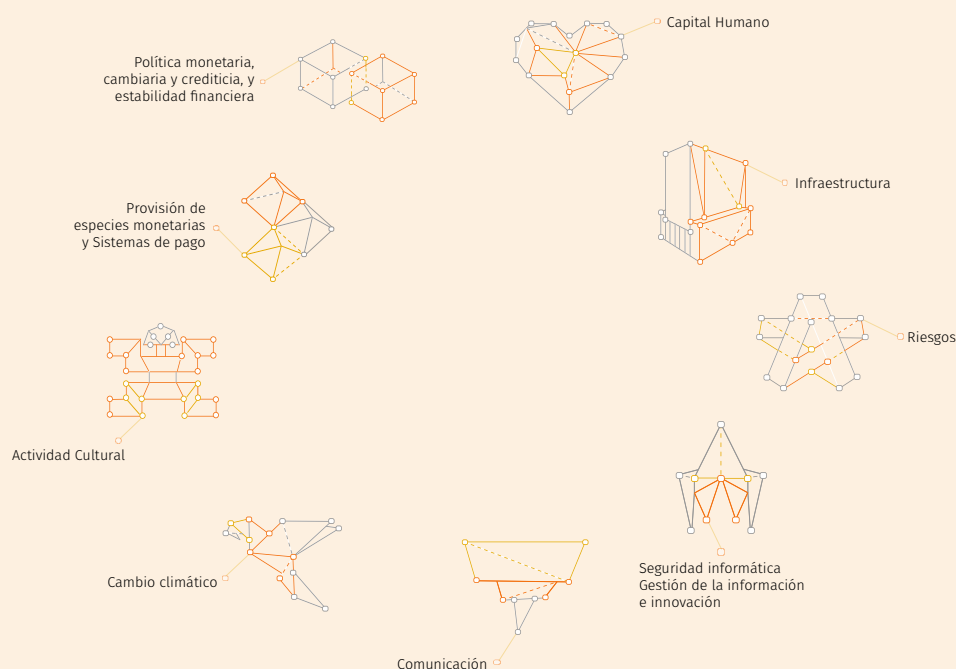 Capital Humano
Política monetaria,
cambiaria y crediticia, y
estabilidad financiera
Infraestructura
Provisión de
especies monetarias
y Sistemas de pago
Riesgos
Actividad Cultural
Seguridad informática
Gestión de la información
e innovación
Cambio climático
Comunicación